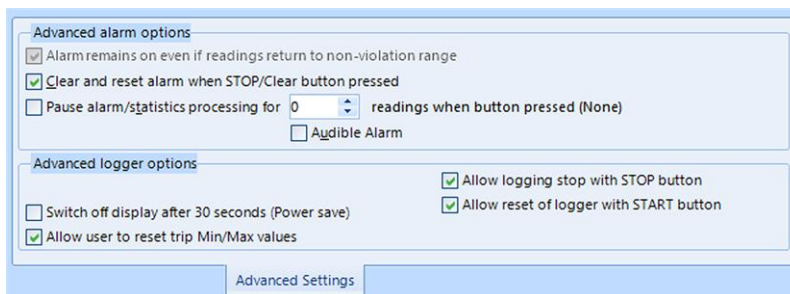 Advanced alarm options
Alarm remains on even if readings return to non-violation range
Clear and reset alarm when STOP/Clear button pressed
Pause alarm/statistics processing for 0 readings when button pressed (None)
Audible Alarm
Advanced logger options
Allow logging stop with STOP button
Switch off display after 30 seconds (Power save)
Allow reset of logger with START button
Allow user to reset trip Min/Max values
Advanced Settings